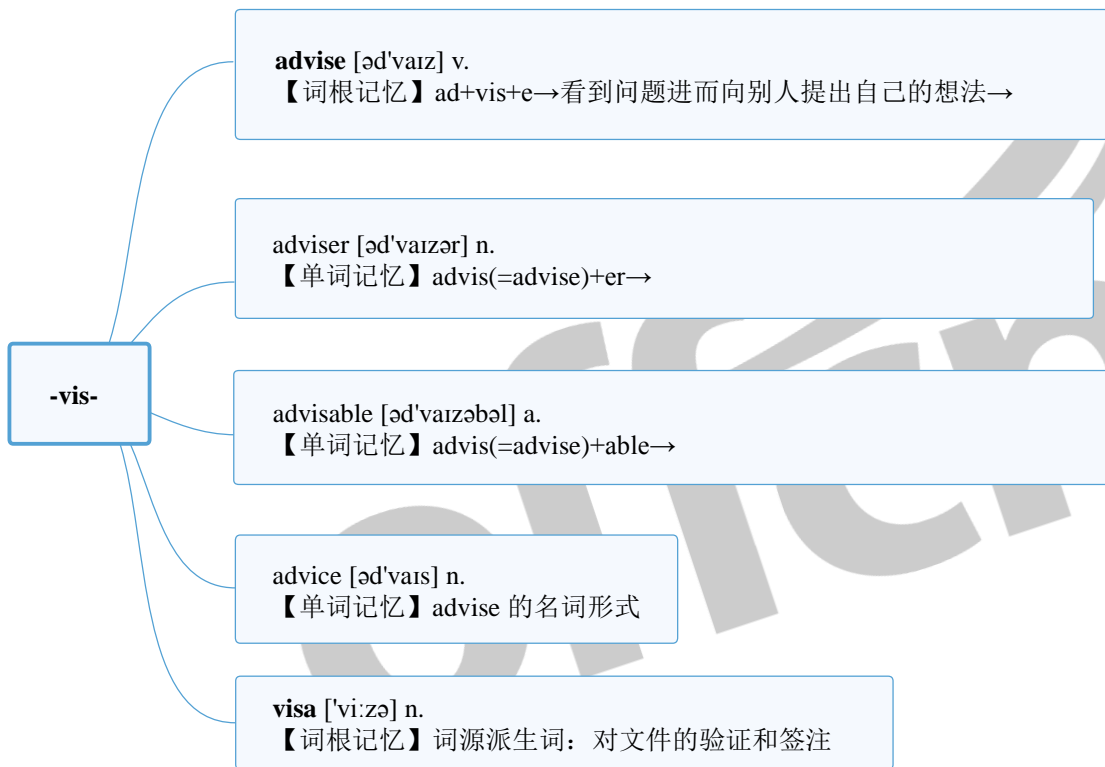 advise [əd'vaɪz] v.
【词根记忆】ad+vis+e→看到问题进而向别人提出自己的想法→
adviser [əd'vaɪzər] n.
【单词记忆】advis(=advise)+er→
-vis-
advisable [əd'vaɪzəbəl] a.
【单词记忆】advis(=advise)+able→
advice [əd'vaɪs] n.
【单词记忆】advise 的名词形式
visa ['viːzə] n.
【词根记忆】词源派生词：对文件的验证和签注